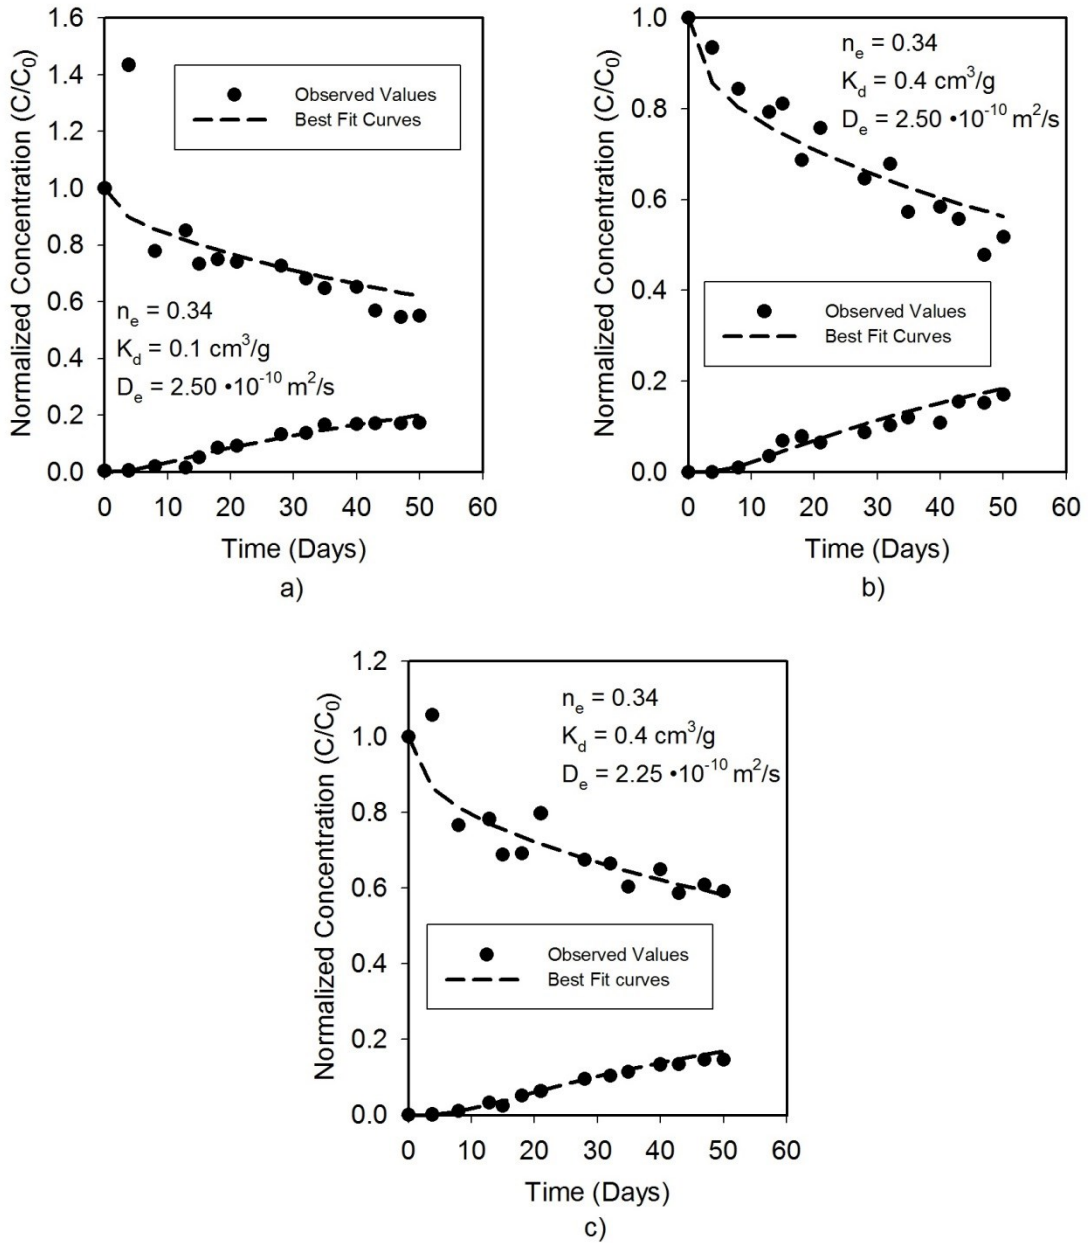 1.6
1.4
1.2
1.0
0.8
0.6
0.4
0.2
0.0
Normalized Concentration (C/C₀)
Observed Values
Best Fit Curves
nₑ = 0.34
K_d = 0.1 cm³/g
Dₑ = 2.50 •10⁻¹⁰ m²/s
0 10 20 30 40 50 60
Time (Days)
a)
1.0
0.8
0.6
0.4
0.2
0.0
Normalized Concentration (C/C₀)
nₑ = 0.34
K_d = 0.4 cm³/g
Dₑ = 2.50 •10⁻¹⁰ m²/s
Observed Values
Best Fit Curves
0 10 20 30 40 50 60
Time (Days)
b)
1.2
1.0
0.8
0.6
0.4
0.2
0.0
Normalized Concentration (C/C₀)
nₑ = 0.34
K_d = 0.4 cm³/g
Dₑ = 2.25 •10⁻¹⁰ m²/s
Observed Values
Best Fit curves
0 10 20 30 40 50 60
Time (Days)
c)